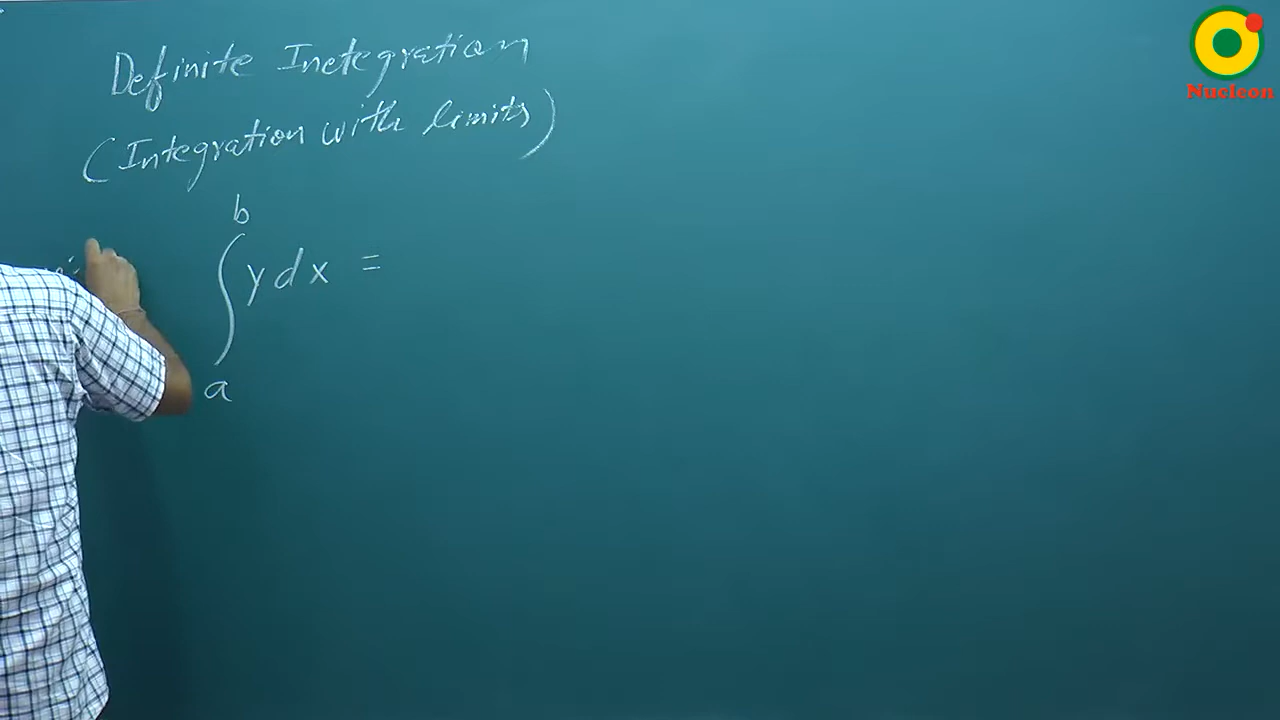 Definite Inetegration
(Integration with limits)
b
∫ y dx =
a
Nucleon